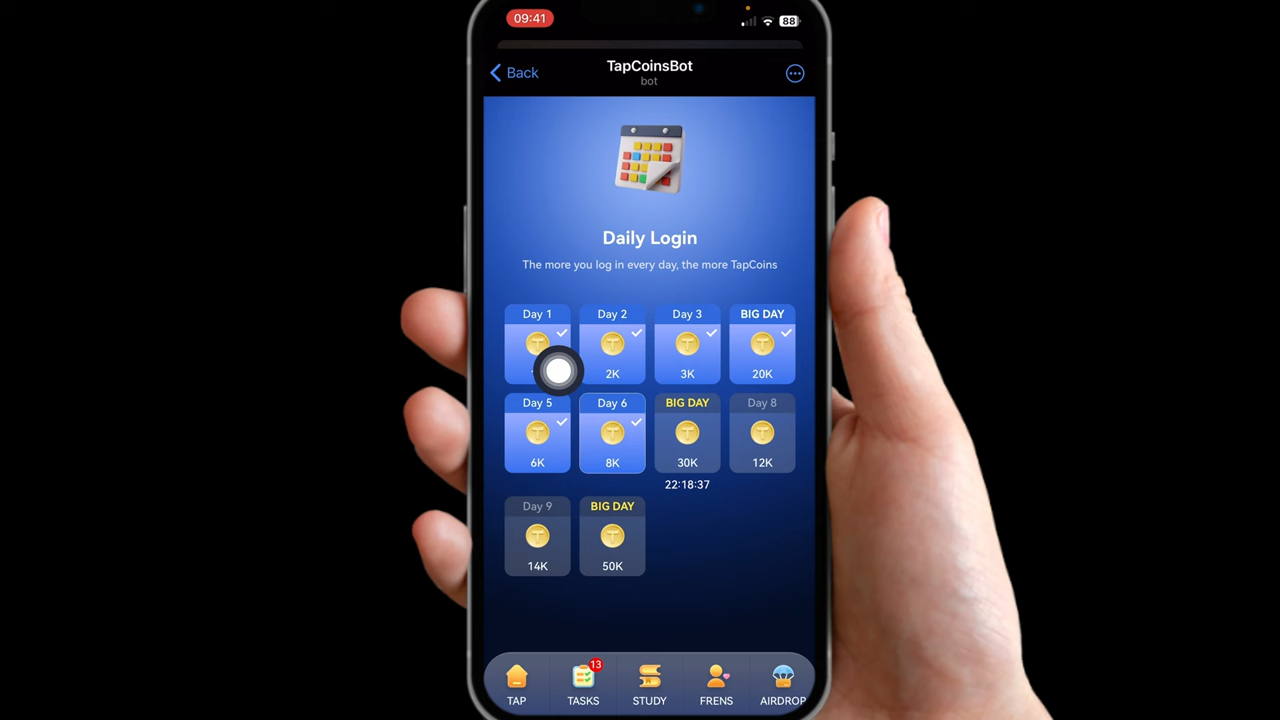 09:41
88
Back
TapCoinsBot
bot
Daily Login
The more you log in every day, the more TapCoins
Day 1
Day 2
Day 3
BIG DAY
2K
3K
20K
Day 5
Day 6
BIG DAY
Day 8
6K
8K
30K
12K
22:18:37
Day 9
BIG DAY
14K
50K
13
TAP
TASKS
STUDY
FRENS
AIRDROP